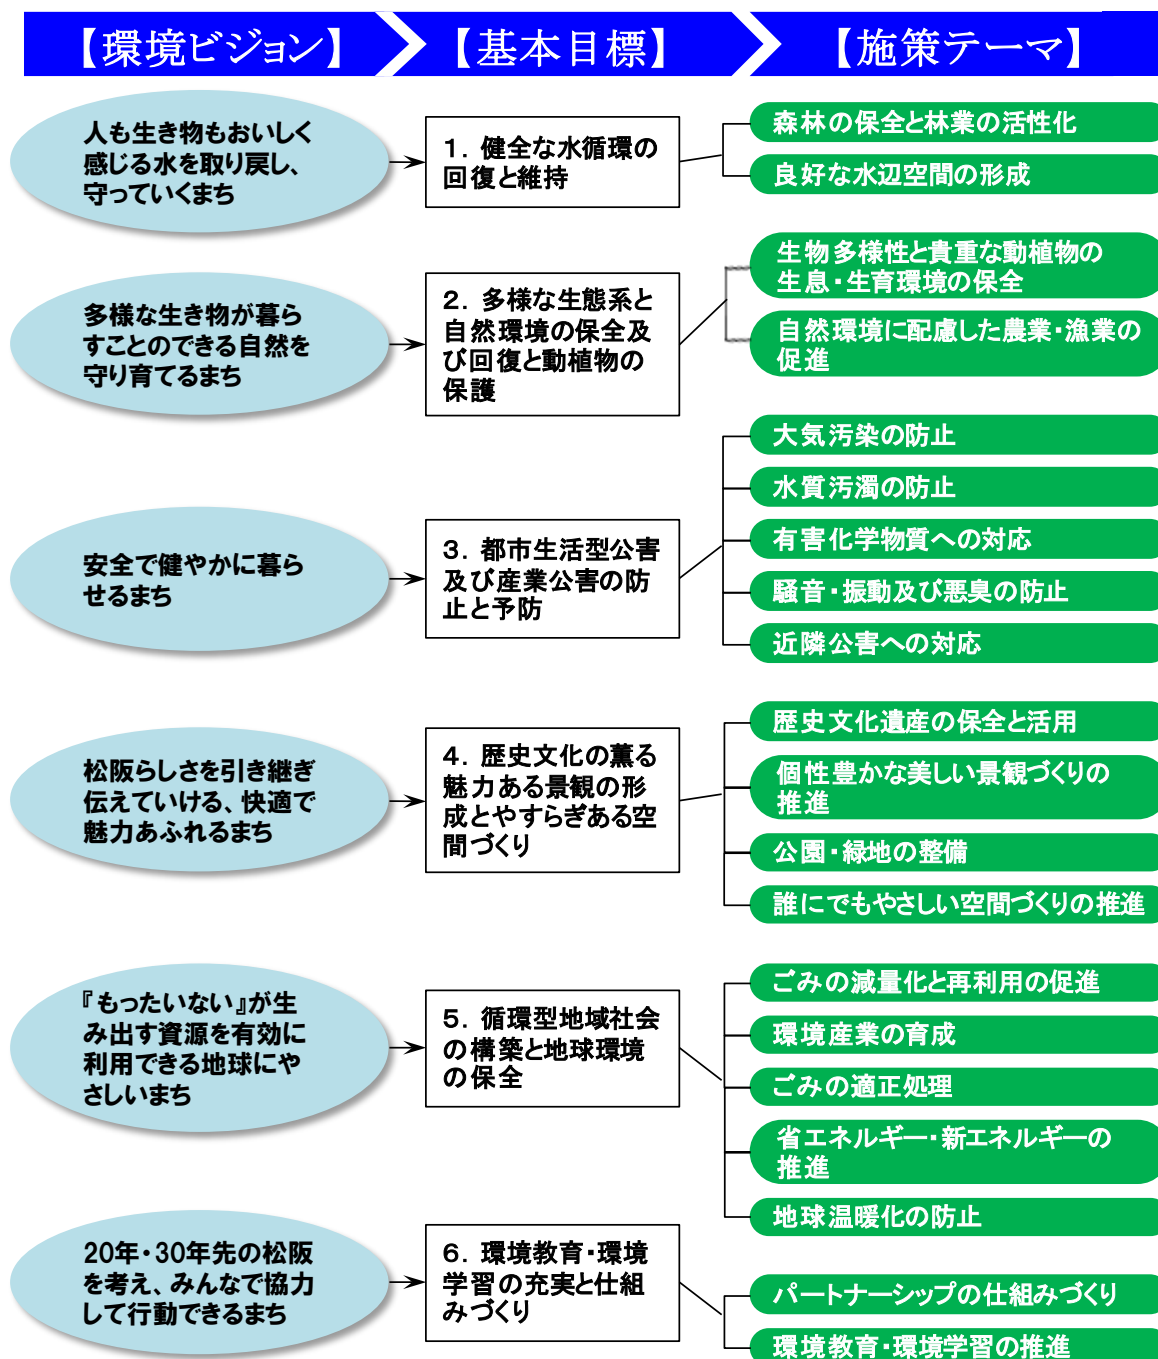 【環境ビジョン】
【基本目標】
【施策テーマ】
人も生き物もおいしく
感じる水を取り戻し、
守っていくまち
1．健全な水循環の
回復と維持
森林の保全と林業の活性化
良好な水辺空間の形成
多様な生き物が暮ら
すことのできる自然を
守り育てるまち
2．多様な生態系と
自然環境の保全及
び回復と動植物の
保護
生物多様性と貴重な動植物の
生息・生育環境の保全
自然環境に配慮した農業・漁業の
促進
安全で健やかに暮ら
せるまち
3．都市生活型公害
及び産業公害の防
止と予防
大気汚染の防止
水質汚濁の防止
有害化学物質への対応
騒音・振動及び悪臭の防止
近隣公害への対応
松阪らしさを引き継ぎ
伝えていける、快適で
魅力あふれるまち
4．歴史文化の薫る
魅力ある景観の形
成とやすらぎある空
間づくり
歴史文化遺産の保全と活用
個性豊かな美しい景観づくりの
推進
公園・緑地の整備
誰にでもやさしい空間づくりの推進
『もったいない』が生
み出す資源を有効に
利用できる地球にや
さしいまち
5．循環型地域社会
の構築と地球環境
の保全
ごみの減量化と再利用の促進
環境産業の育成
ごみの適正処理
省エネルギー・新エネルギーの
推進
地球温暖化の防止
20年・30年先の松阪
を考え、みんなで協力
して行動できるまち
6．環境教育・環境
学習の充実と仕組
みづくり
パートナーシップの仕組みづくり
環境教育・環境学習の推進